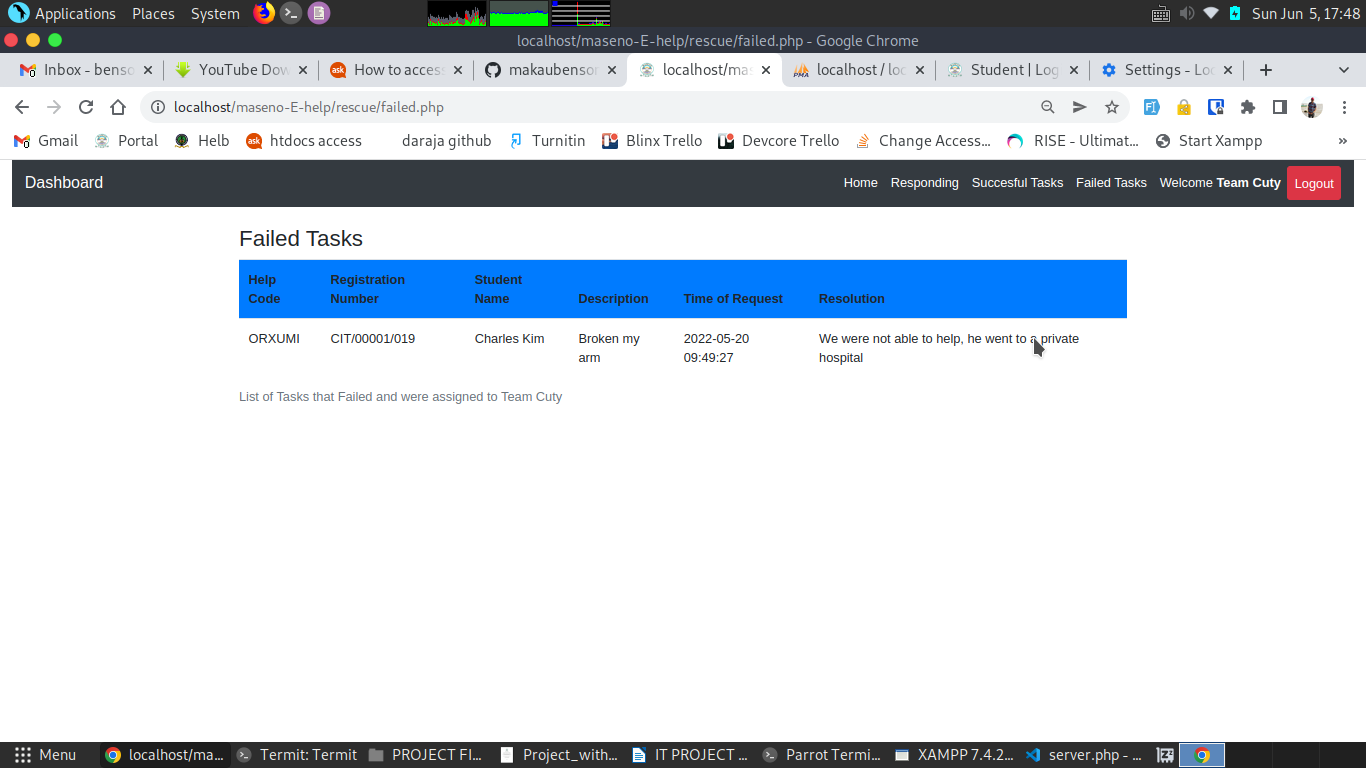 Applications Places System Sun Jun 5, 17:48
localhost/maseno-E-help/rescue/failed.php - Google Chrome
Inbox - bens YouTube Dow How to acces makaubenson localhost/ma localhost / loc Student | Log Settings - Loc
localhost/maseno-E-help/rescue/failed.php
Gmail Portal Helb ask htdocs access daraja github Turnitin Blinx Trello Devcore Trello Change Access... RISE - Ultimat... Start Xampp »
Dashboard Home Responding Succesful Tasks Failed Tasks Welcome Team Cuty Logout
Failed Tasks
Help Registration Student
Code Number Name Description Time of Request Resolution
ORXUMI CIT/00001/019 Charles Kim Broken my 2022-05-20 We were not able to help, he went to a private
arm 09:49:27 hospital
List of Tasks that Failed and were assigned to Team Cuty
Menu localhost/ma... Termit: Termit PROJECT FI... Project_with... IT PROJECT ... Parrot Termi... XAMPP 7.4.2... server.php - ...